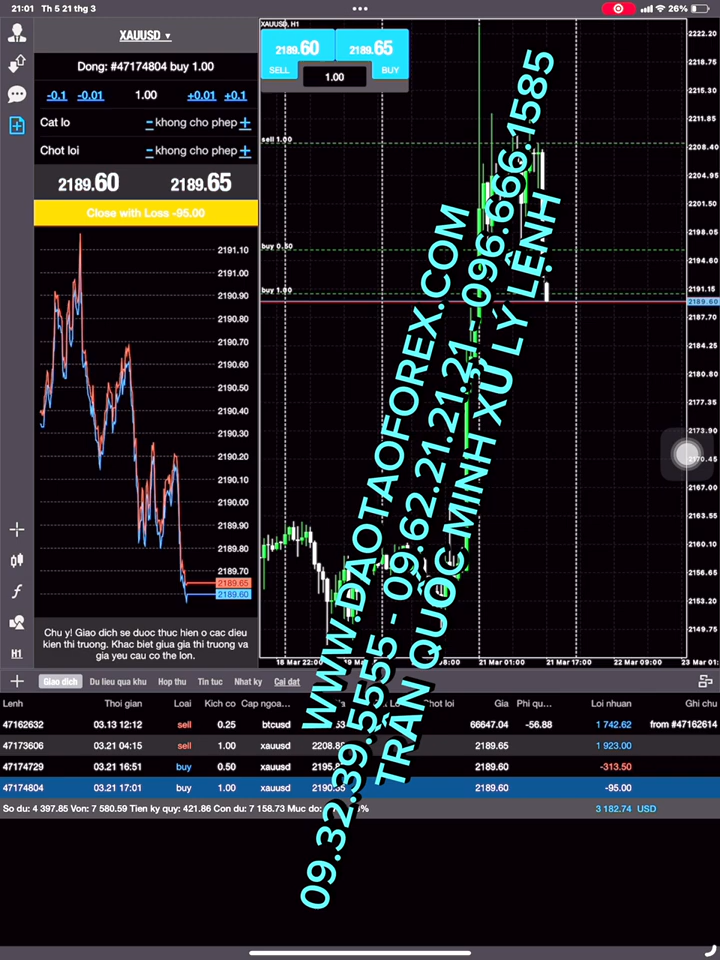 21:01 Th 5 21 thg 3
26%
XAUUSD
Dong: #47174804 buy 1.00
-0.1 -0.01 1.00 +0.01 +0.1
Cat lo – khong cho phep +
Chot loi – khong cho phep +
2189.60 2189.65
Close with Loss -95.00
2191.10
2191.00
2190.90
2190.80
2190.70
2190.60
2190.50
2190.40
2190.30
2190.20
2190.10
2190.00
2189.90
2189.80
2189.70
2189.65
2189.60
Chu y! Giao dich se duoc thuc hien o cac dieu
kien thi truong. Khac biet giua gia thi truong va
gia yeu cau co the lon.
H1
XAUUSD, H1
2189.60 2189.65
SELL 1.00 BUY
sell 1.00
buy 0.50
buy 1.00
2222.20
2218.75
2215.30
2211.85
2208.40
2204.95
2201.50
2198.05
2194.60
2191.15
2189.60
2187.70
2184.25
2180.80
2177.35
2173.90
2170.45
2167.00
2163.55
2160.10
2156.65
2153.20
2149.75
18 Mar 22:00
21 Mar 01:00 21 Mar 17:00 22 Mar 09:00 23 Mar 01
WWW.DAOTAOFOREX.COM
09.32.39.5555 - 09.62.21.21.21 - 096.666.1585
TRẦN QUỐC MINH XỬ LÝ LỆNH
Giao dich Du lieu qua khu Hop thu Tin tuc Nhat ky Cai dat
Lenh Thoi gian Loai Kich co Cap ngoa... Chot loi Gia Phi qu... Loi nhuan Ghi chu
47162632 03.13 12:12 sell 0.25 btcusd 66647.04 -56.88 1 742.62 from #47162614
47173606 03.21 04:15 sell 1.00 xauusd 2189.65 1 923.00
47174729 03.21 16:51 buy 0.50 xauusd 2189.60 -313.50
47174804 03.21 17:01 buy 1.00 xauusd 2189.60 -95.00
So du: 4 397.85 Von: 7 580.59 Tien ky quy: 421.86 Con du: 7 158.73 Muc do: 3 182.74 USD